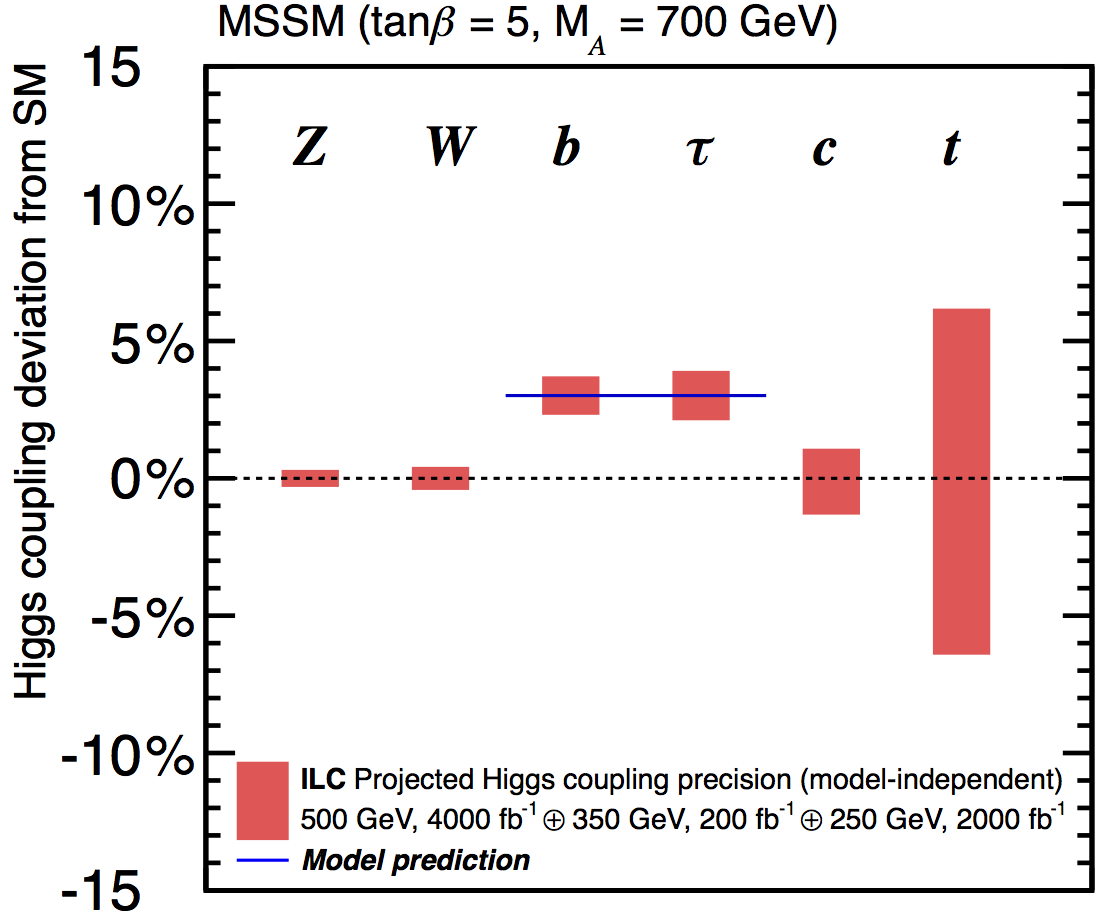 MSSM (tanβ = 5, M_A = 700 GeV)
Higgs coupling deviation from SM
15
10%
5%
0%
-5%
-10%
-15
Z W b τ c t
ILC Projected Higgs coupling precision (model-independent)
500 GeV, 4000 fb⁻¹ ⊕ 350 GeV, 200 fb⁻¹ ⊕ 250 GeV, 2000 fb⁻¹
Model prediction